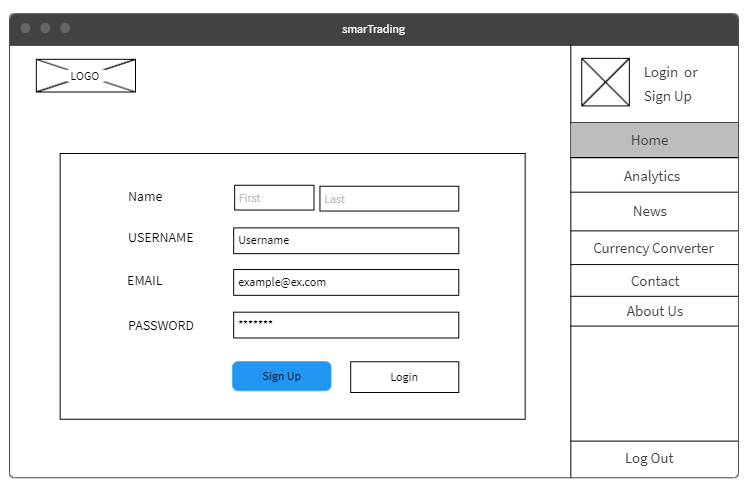 smarTrading
LOGO
Login or
Sign Up
Name
First
Last
USERNAME
Username
EMAIL
example@ex.com
PASSWORD
*******
Sign Up
Login
Home
Analytics
News
Currency Converter
Contact
About Us
Log Out